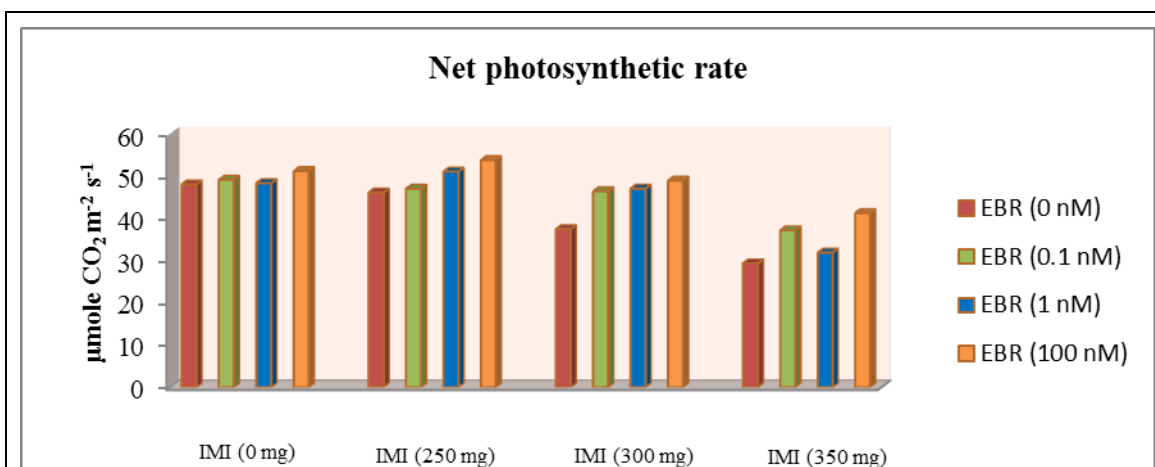 Net photosynthetic rate
µmole CO₂ m⁻² s⁻¹
60
50
40
30
20
10
0
IMI (0 mg)
IMI (250 mg)
IMI (300 mg)
IMI (350 mg)
EBR (0 nM)
EBR (0.1 nM)
EBR (1 nM)
EBR (100 nM)